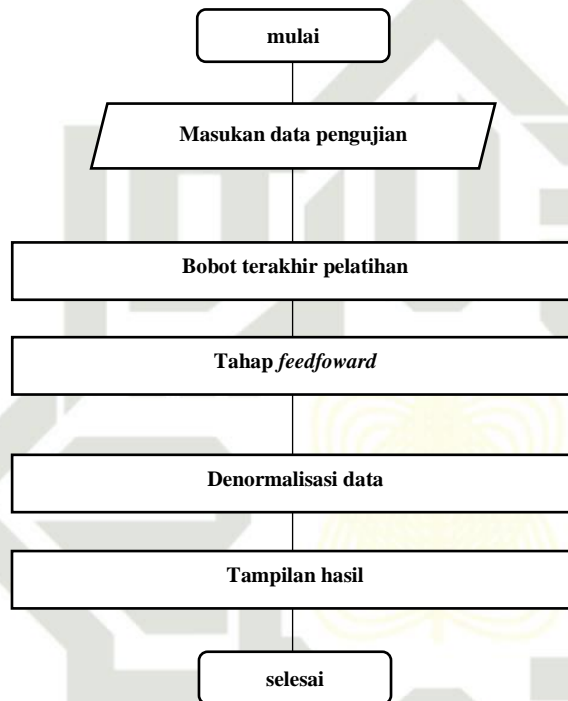 mulai
Masukan data pengujian
Bobot terakhir pelatihan
Tahap feedfoward
Denormalisasi data
Tampilan hasil
selesai